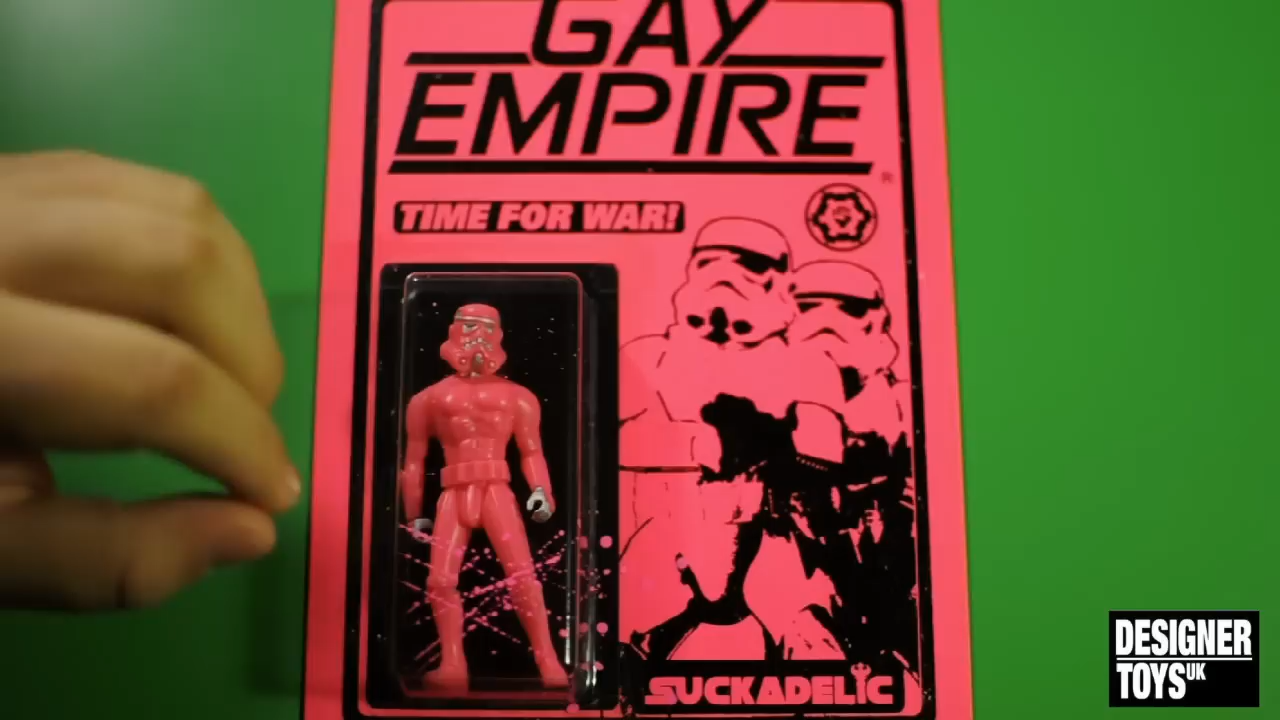 GAY
EMPIRE
®
TIME FOR WAR!
SUCKADELIC
DESIGNER
TOYS UK